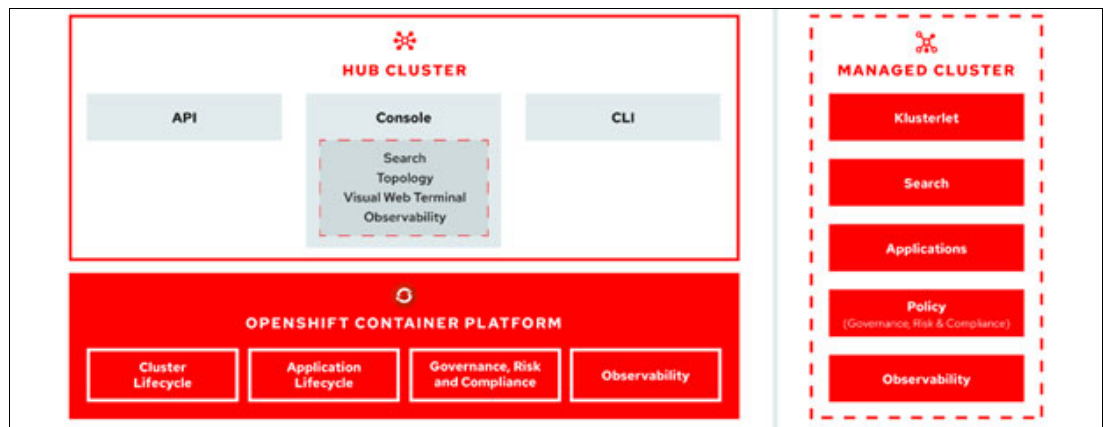 HUB CLUSTER
API
Console
CLI
Search
Topology
Visual Web Terminal
Observability
OPENSHIFT CONTAINER PLATFORM
Cluster
Lifecycle
Application
Lifecycle
Governance, Risk
and Compliance
Observability
MANAGED CLUSTER
Klusterlet
Search
Applications
Policy
(Governance, Risk & Compliance)
Observability